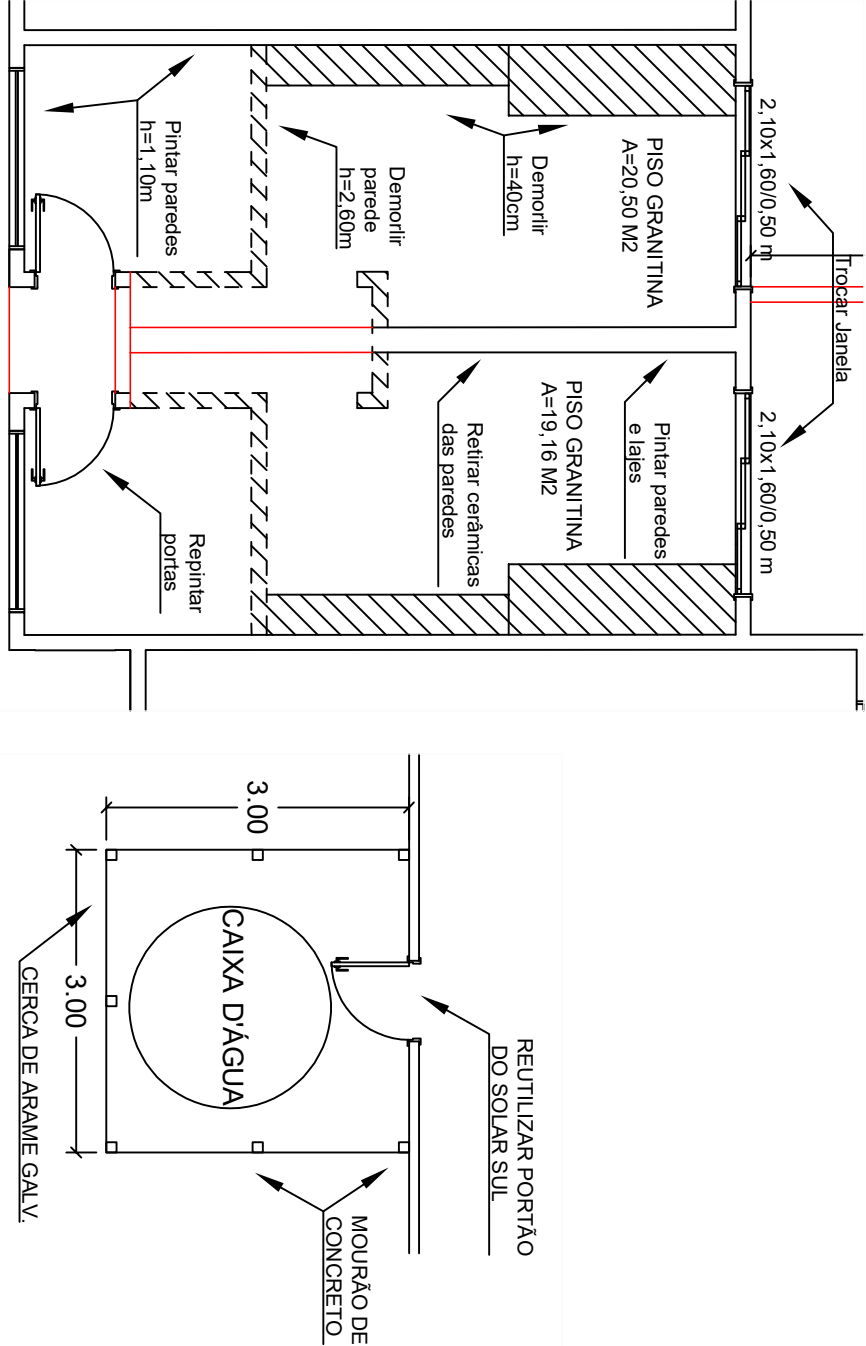 2,10x1,60/0,50 m
Trocar Janela
2,10x1,60/0,50 m
PISO GRANITINA
A=20,50 M2
Demorlir
h=40cm
Demorlir
parede
h=2,60m
Pintar paredes
h=1,10m
Pintar paredes
e lajes
PISO GRANITINA
A=19,16 M2
Retirar cerâmicas
das paredes
Repintar
portas
REUTILIZAR PORTÃO
DO SOLAR SUL
3.00
CAIXA D'ÁGUA
MOURÃO DE
CONCRETO
3.00
CERCA DE ARAME GALV.